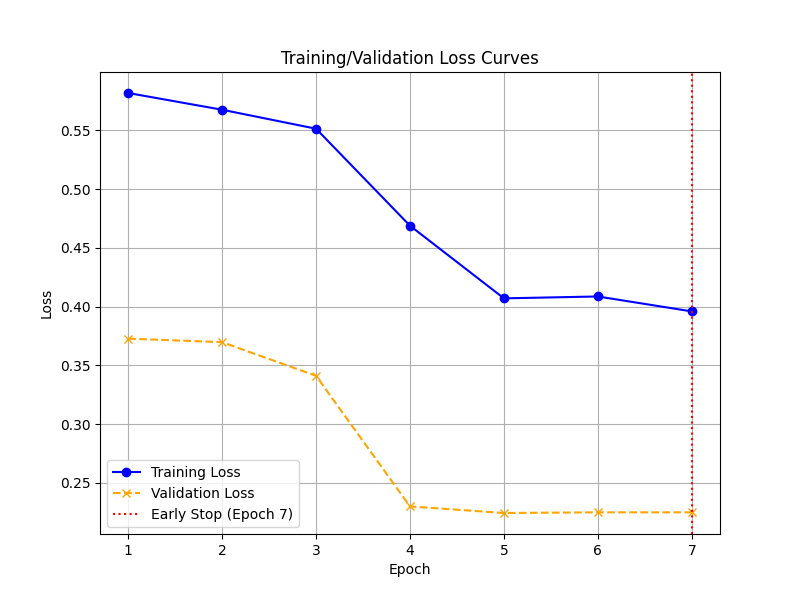 Training/Validation Loss Curves
0.55
0.50
0.45
0.40
0.35
0.30
0.25
Loss
Training Loss
Validation Loss
Early Stop (Epoch 7)
1 2 3 4 5 6 7
Epoch